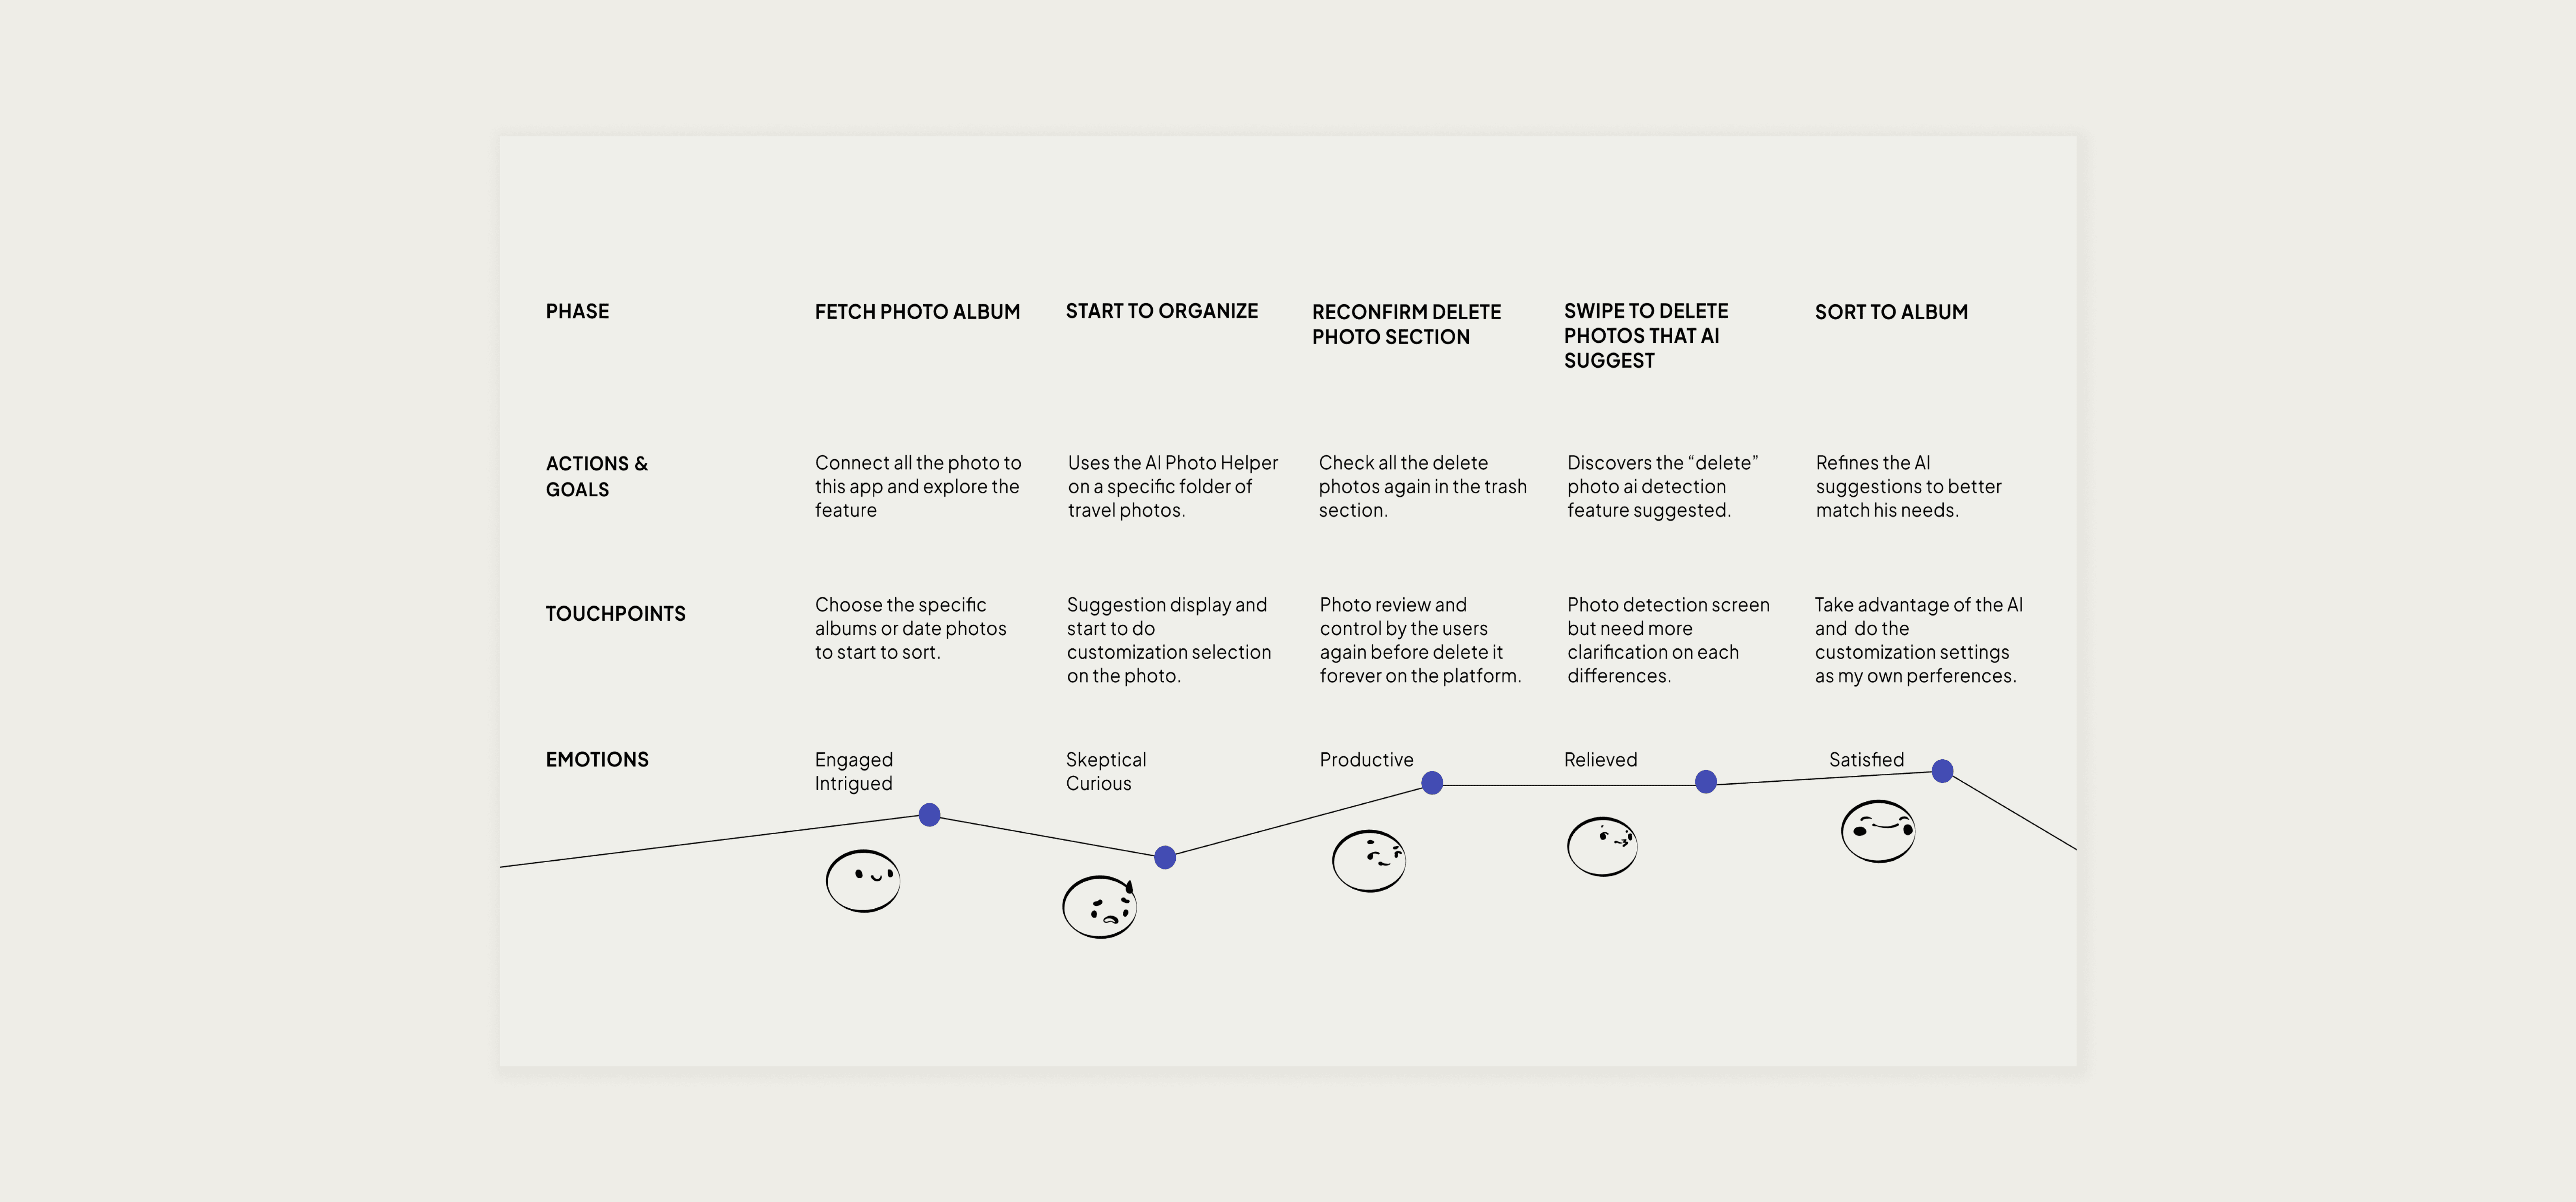 PHASE
FETCH PHOTO ALBUM
START TO ORGANIZE
RECONFIRM DELETE
PHOTO SECTION
SWIPE TO DELETE
PHOTOS THAT AI
SUGGEST
SORT TO ALBUM
ACTIONS &
GOALS
Connect all the photo to
this app and explore the
feature
Uses the AI Photo Helper
on a specific folder of
travel photos.
Check all the delete
photos again in the trash
section.
Discovers the “delete”
photo ai detection
feature suggested.
Refines the AI
suggestions to better
match his needs.
TOUCHPOINTS
Choose the specific
albums or date photos
to start to sort.
Suggestion display and
start to do
customization selection
on the photo.
Photo review and
control by the users
again before delete it
forever on the platform.
Photo detection screen
but need more
clarification on each
differences.
Take advantage of the AI
and  do the
customization settings
as my own perferences.
EMOTIONS
Engaged
Intrigued
Skeptical
Curious
Productive
Relieved
Satisfied